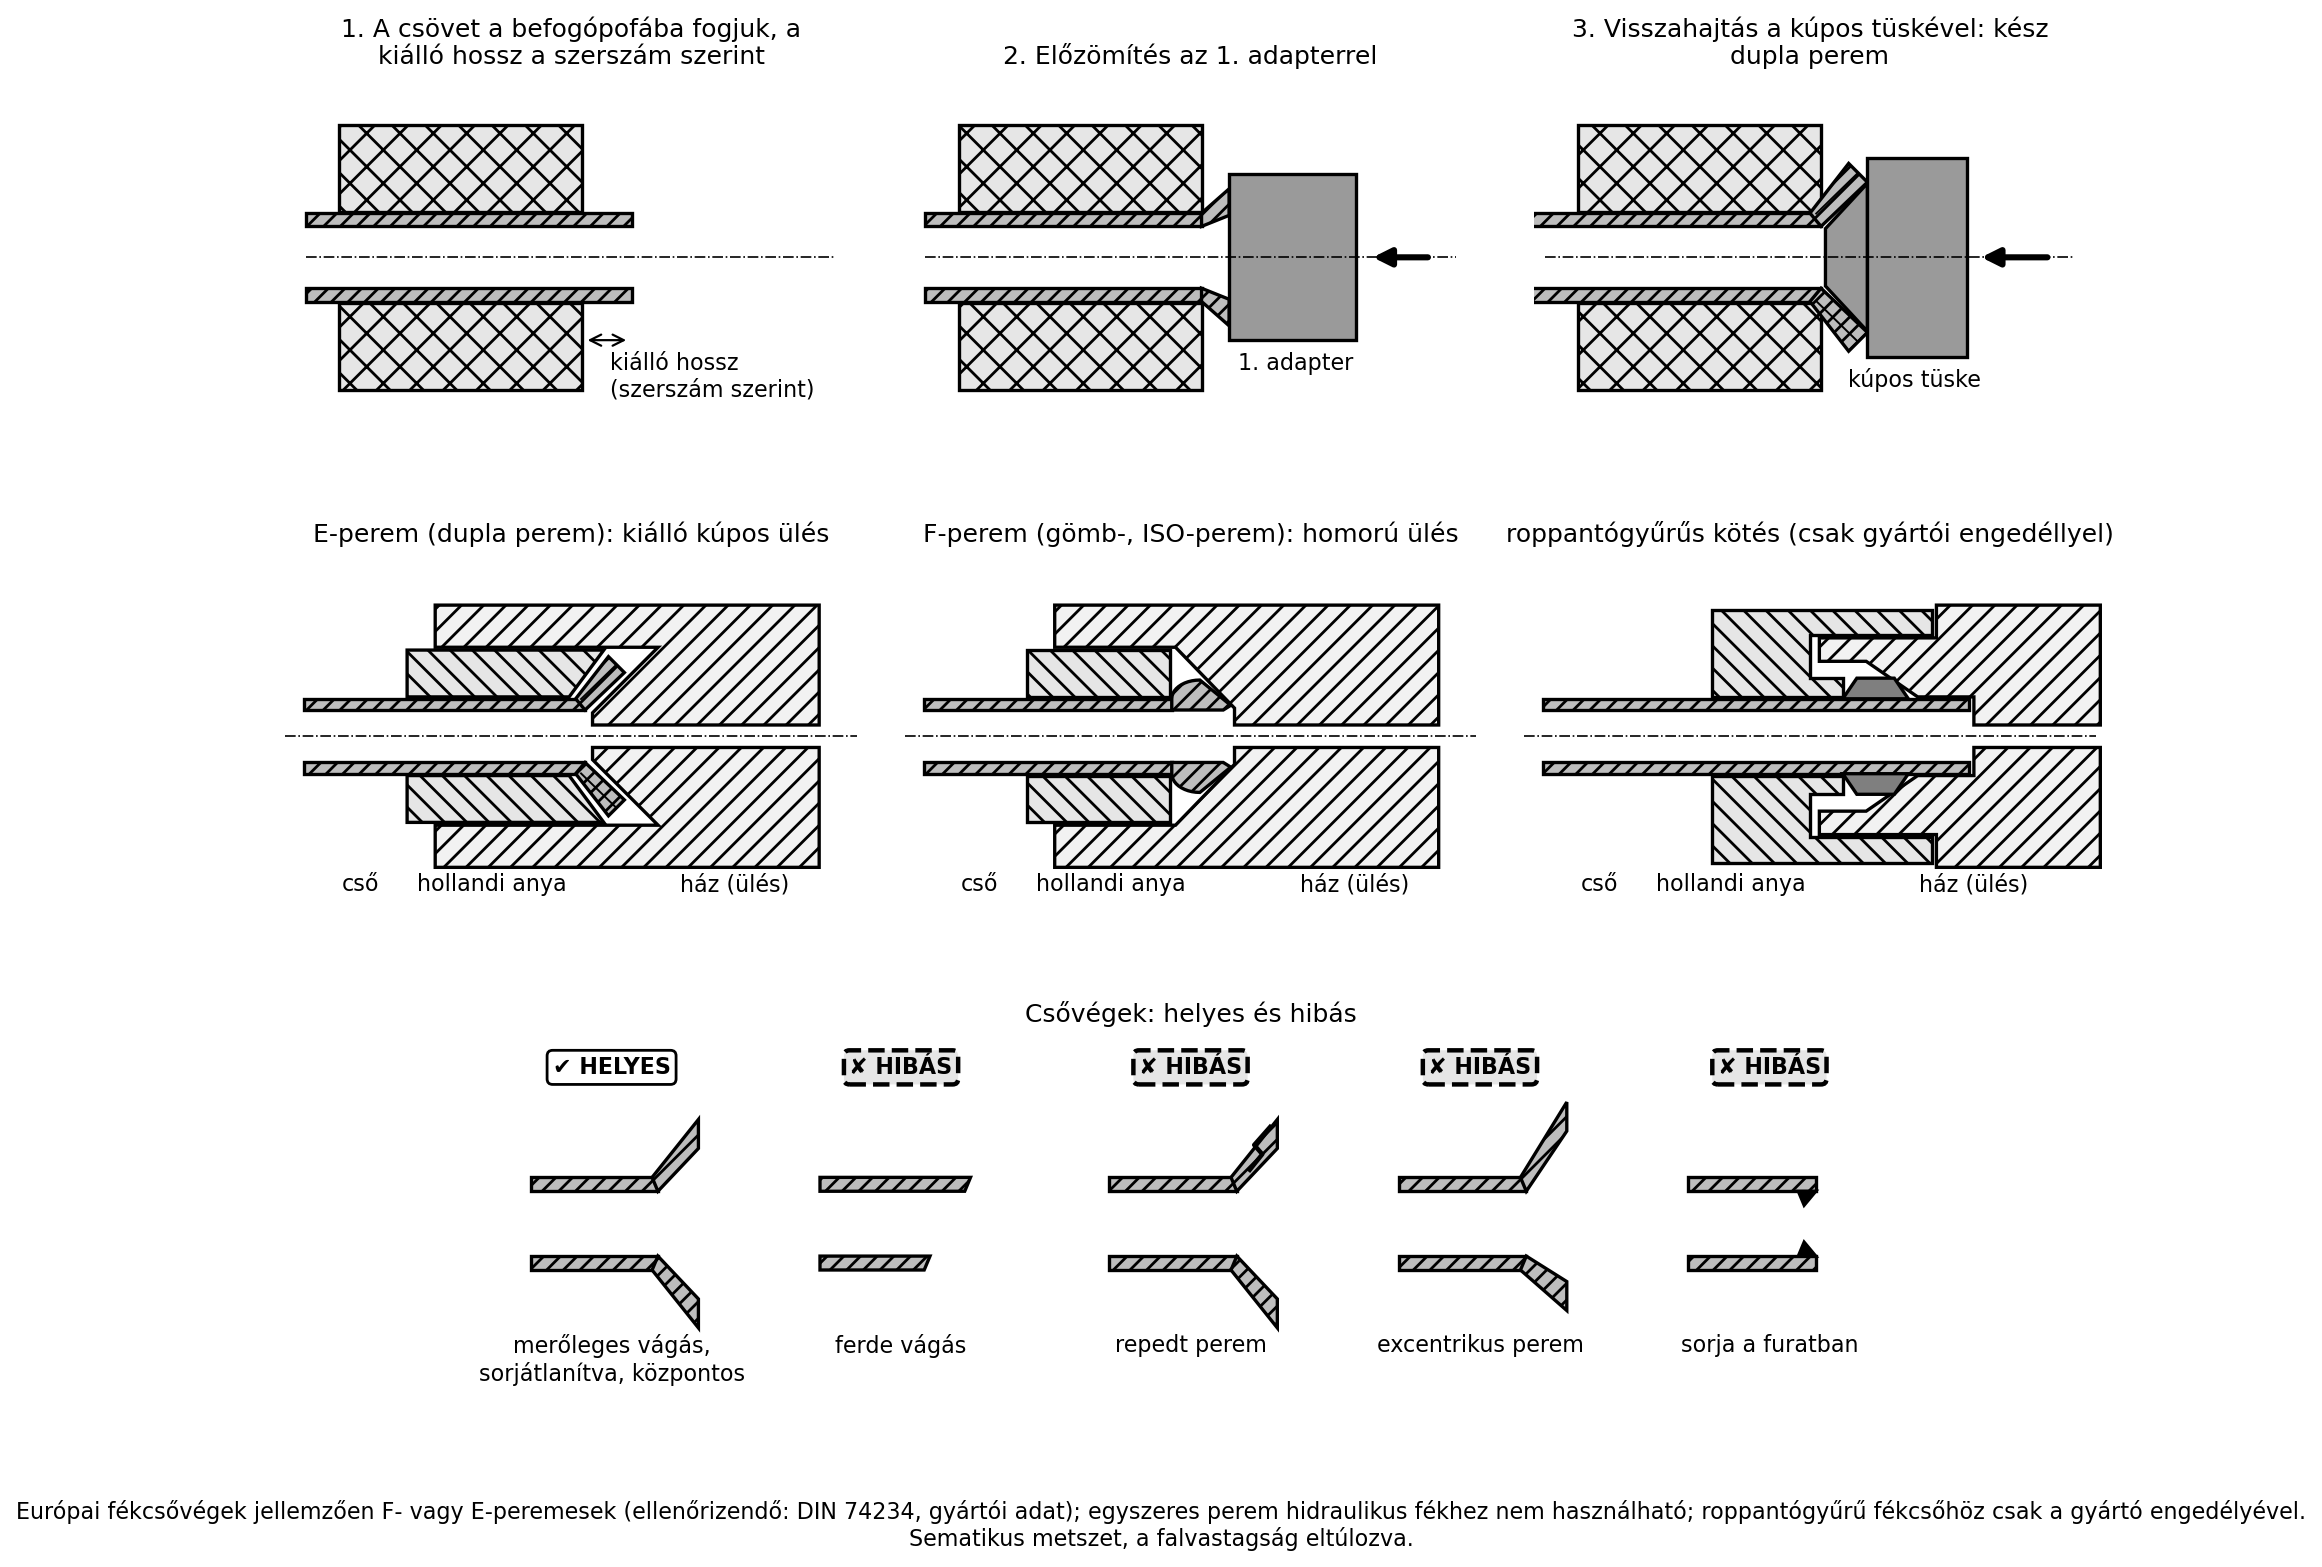 1. A csövet a befogópofába fogjuk, a
kiálló hossz a szerszám szerint
2. Előzömítés az 1. adapterrel
3. Visszahajtás a kúpos tüskével: kész
dupla perem
kiálló hossz
(szerszám szerint)
1. adapter
kúpos tüske
E-perem (dupla perem): kiálló kúpos ülés
F-perem (gömb-, ISO-perem): homorú ülés
roppantógyűrűs kötés (csak gyártói engedéllyel)
cső
hollandi anya
ház (ülés)
cső
hollandi anya
ház (ülés)
cső
hollandi anya
ház (ülés)
Csővégek: helyes és hibás
✔ HELYES
✘ HIBÁS
✘ HIBÁS
✘ HIBÁS
✘ HIBÁS
merőleges vágás,
sorjátlanítva, központos
ferde vágás
repedt perem
excentrikus perem
sorja a furatban
Európai fékcsővégek jellemzően F- vagy E-peremesek (ellenőrizendő: DIN 74234, gyártói adat); egyszeres perem hidraulikus fékhez nem használható; roppantógyűrű fékcsőhöz csak a gyártó engedélyével.
Sematikus metszet, a falvastagság eltúlozva.